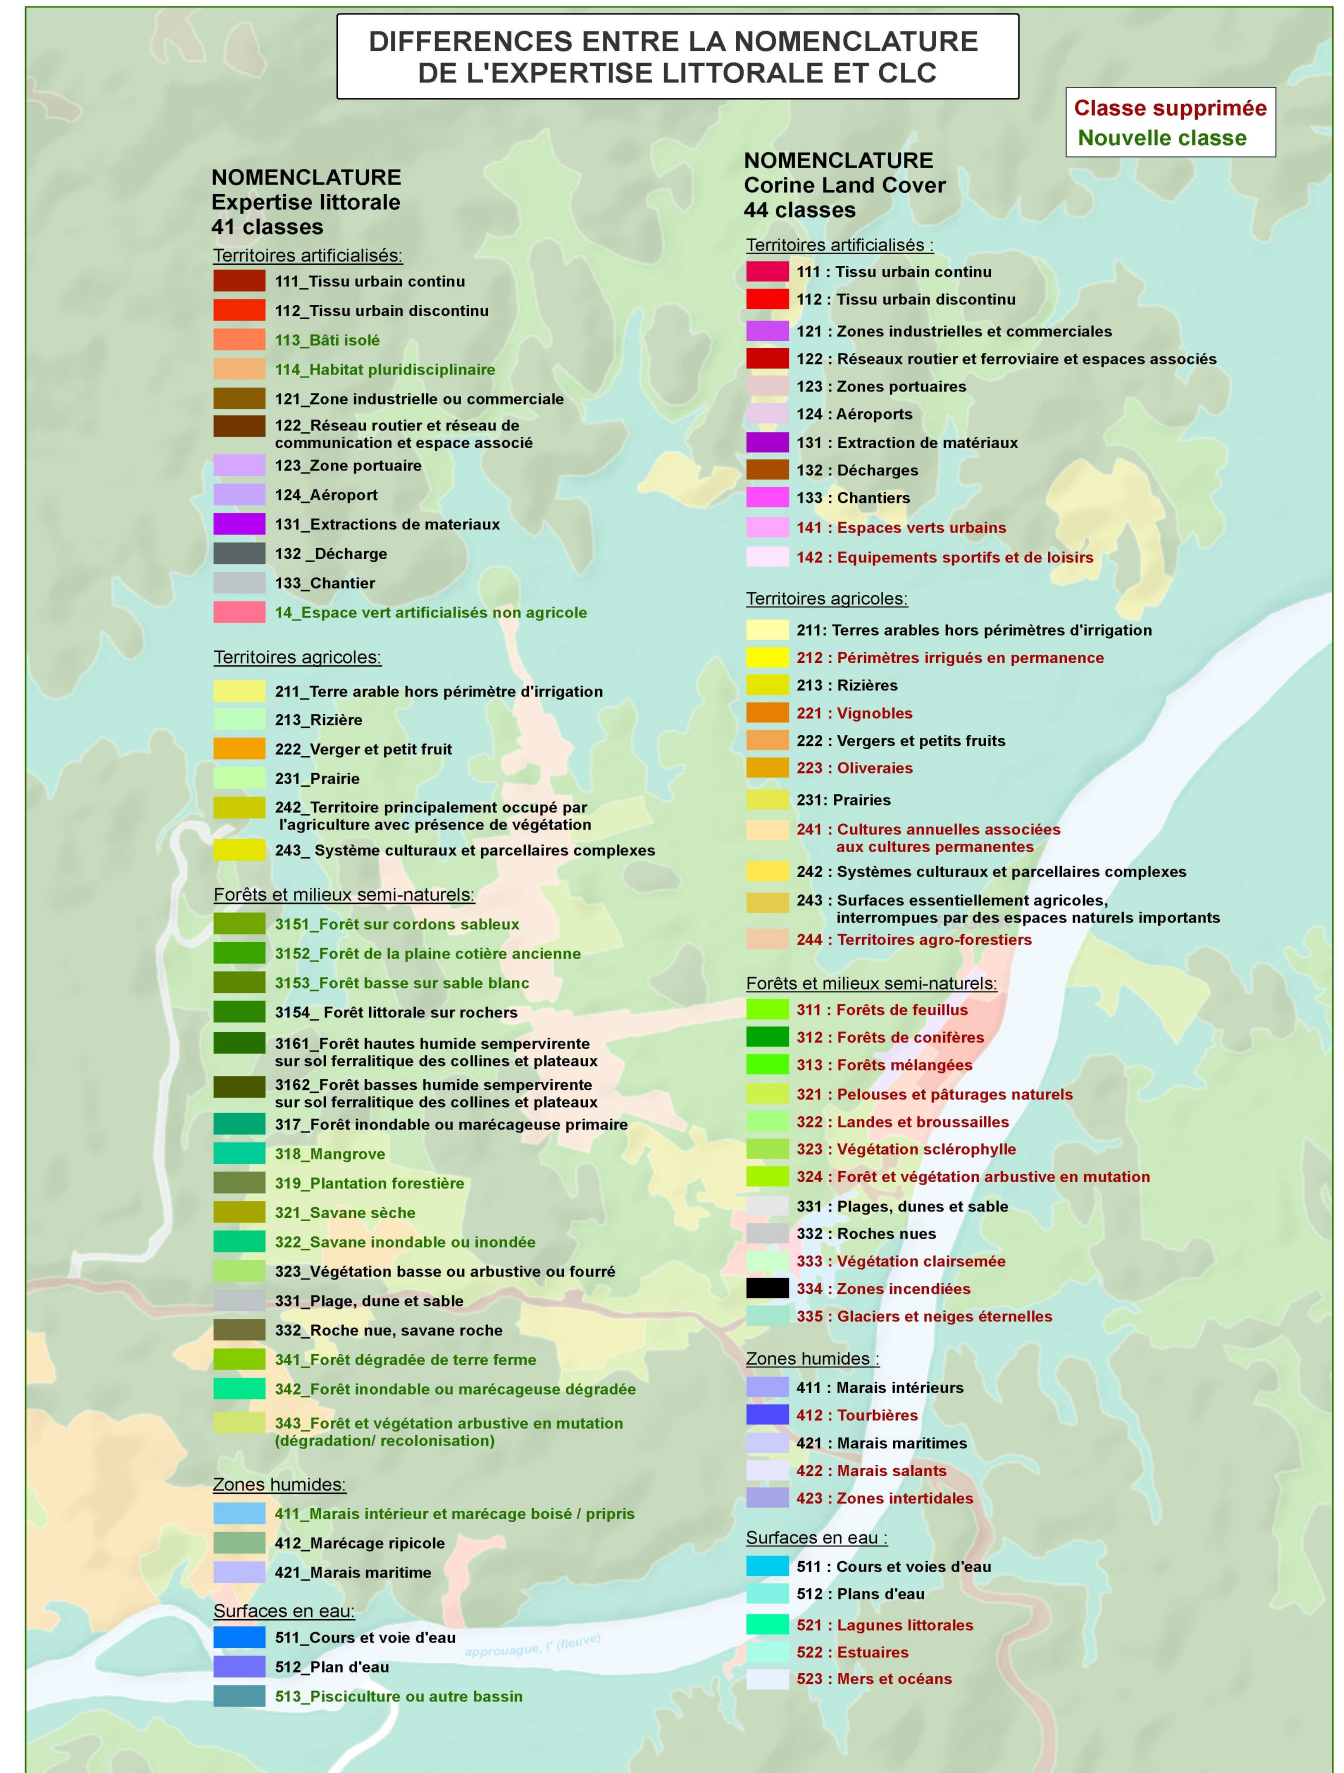 DIFFERENCES ENTRE LA NOMENCLATURE
DE L'EXPERTISE LITTORALE ET CLC
Classe supprimée
Nouvelle classe
NOMENCLATURE
Expertise littorale
41 classes
Territoires artificialisés:
111_Tissu urbain continu
112_Tissu urbain discontinu
113_Bâti isolé
114_Habitat pluridisciplinaire
121_Zone industrielle ou commerciale
122_Réseau routier et réseau de
communication et espace associé
123_Zone portuaire
124_Aéroport
131_Extractions de materiaux
132 _Décharge
133_Chantier
14_Espace vert artificialisés non agricole
Territoires agricoles:
211_Terre arable hors périmètre d'irrigation
213_Rizière
222_Verger et petit fruit
231_Prairie
242_Territoire principalement occupé par
l'agriculture avec présence de végétation
243_ Système culturaux et parcellaires complexes
Forêts et milieux semi-naturels:
3151_Forêt sur cordons sableux
3152_Forêt de la plaine cotière ancienne
3153_Forêt basse sur sable blanc
3154_ Forêt littorale sur rochers
3161_Forêt hautes humide sempervirente
sur sol ferralitique des collines et plateaux
3162_Forêt basses humide sempervirente
sur sol ferralitique des collines et plateaux
317_Forêt inondable ou marécageuse primaire
318_Mangrove
319_Plantation forestière
321_Savane sèche
322_Savane inondable ou inondée
323_Végétation basse ou arbustive ou fourré
331_Plage, dune et sable
332_Roche nue, savane roche
341_Forêt dégradée de terre ferme
342_Forêt inondable ou marécageuse dégradée
343_Forêt et végétation arbustive en mutation
(dégradation/ recolonisation)
Zones humides:
411_Marais intérieur et marécage boisé / pripris
412_Marécage ripicole
421_Marais maritime
Surfaces en eau:
511_Cours et voie d'eau
512_Plan d'eau
513_Pisciculture ou autre bassin
NOMENCLATURE
Corine Land Cover
44 classes
Territoires artificialisés :
111 : Tissu urbain continu
112 : Tissu urbain discontinu
121 : Zones industrielles et commerciales
122 : Réseaux routier et ferroviaire et espaces associés
123 : Zones portuaires
124 : Aéroports
131 : Extraction de matériaux
132 : Décharges
133 : Chantiers
141 : Espaces verts urbains
142 : Equipements sportifs et de loisirs
Territoires agricoles:
211: Terres arables hors périmètres d'irrigation
212 : Périmètres irrigués en permanence
213 : Rizières
221 : Vignobles
222 : Vergers et petits fruits
223 : Oliveraies
231: Prairies
241 : Cultures annuelles associées
aux cultures permanentes
242 : Systèmes culturaux et parcellaires complexes
243 : Surfaces essentiellement agricoles,
interrompues par des espaces naturels importants
244 : Territoires agro-forestiers
Forêts et milieux semi-naturels:
311 : Forêts de feuillus
312 : Forêts de conifères
313 : Forêts mélangées
321 : Pelouses et pâturages naturels
322 : Landes et broussailles
323 : Végétation sclérophylle
324 : Forêt et végétation arbustive en mutation
331 : Plages, dunes et sable
332 : Roches nues
333 : Végétation clairsemée
334 : Zones incendiées
335 : Glaciers et neiges éternelles
Zones humides :
411 : Marais intérieurs
412 : Tourbières
421 : Marais maritimes
422 : Marais salants
423 : Zones intertidales
Surfaces en eau :
511 : Cours et voies d'eau
512 : Plans d'eau
521 : Lagunes littorales
522 : Estuaires
523 : Mers et océans
approuague, l' (fleuve)